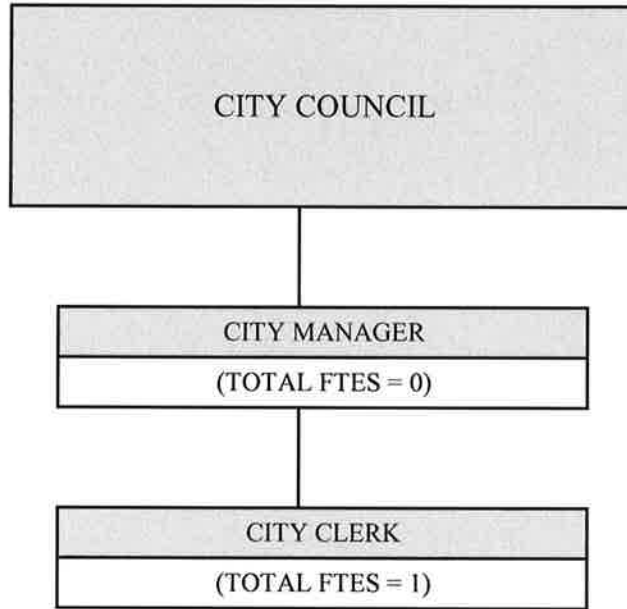 CITY COUNCIL
CITY MANAGER
(TOTAL FTES = 0)
CITY CLERK
(TOTAL FTES = 1)